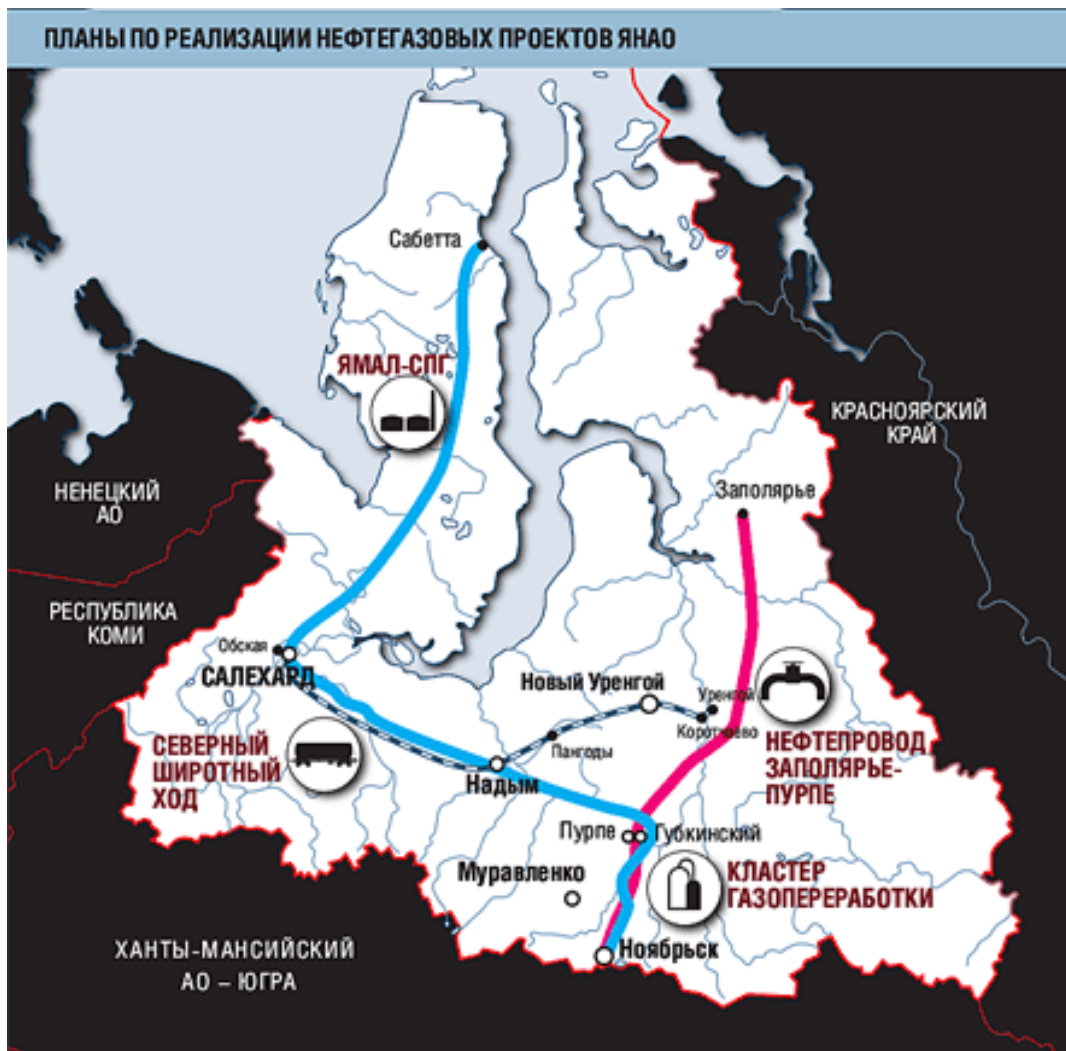 ПЛАНЫ ПО РЕАЛИЗАЦИИ НЕФТЕГАЗОВЫХ ПРОЕКТОВ ЯНАО
Сабетта
ЯМАЛ-СПГ
КРАСНОЯРСКИЙ
КРАЙ
НЕНЕЦКИЙ
АО
Заполярье
РЕСПУБЛИКА
КОМИ
Обская
САЛЕХАРД
Новый Уренгой
Уренгой
Коротчаево
Пангоды
СЕВЕРНЫЙ
ШИРОТНЫЙ
ХОД
НЕФТЕПРОВОД
ЗАПОЛЯРЬЕ-
ПУРПЕ
Надым
Пурпе
Губкинский
Муравленко
КЛАСТЕР
ГАЗОПЕРЕРАБОТКИ
Ноябрьск
ХАНТЫ-МАНСИЙСКИЙ
АО – ЮГРА